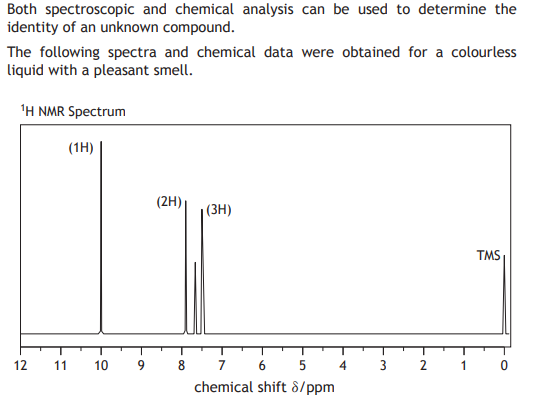 Both spectroscopic and chemical analysis can be used to determine the
identity of an unknown compound.
The following spectra and chemical data were obtained for a colourless
liquid with a pleasant smell.
¹H NMR Spectrum
(1H)
(2H)
(3H)
TMS
12 11 10 9 8 7 6 5 4 3 2 1 0
chemical shift δ/ppm